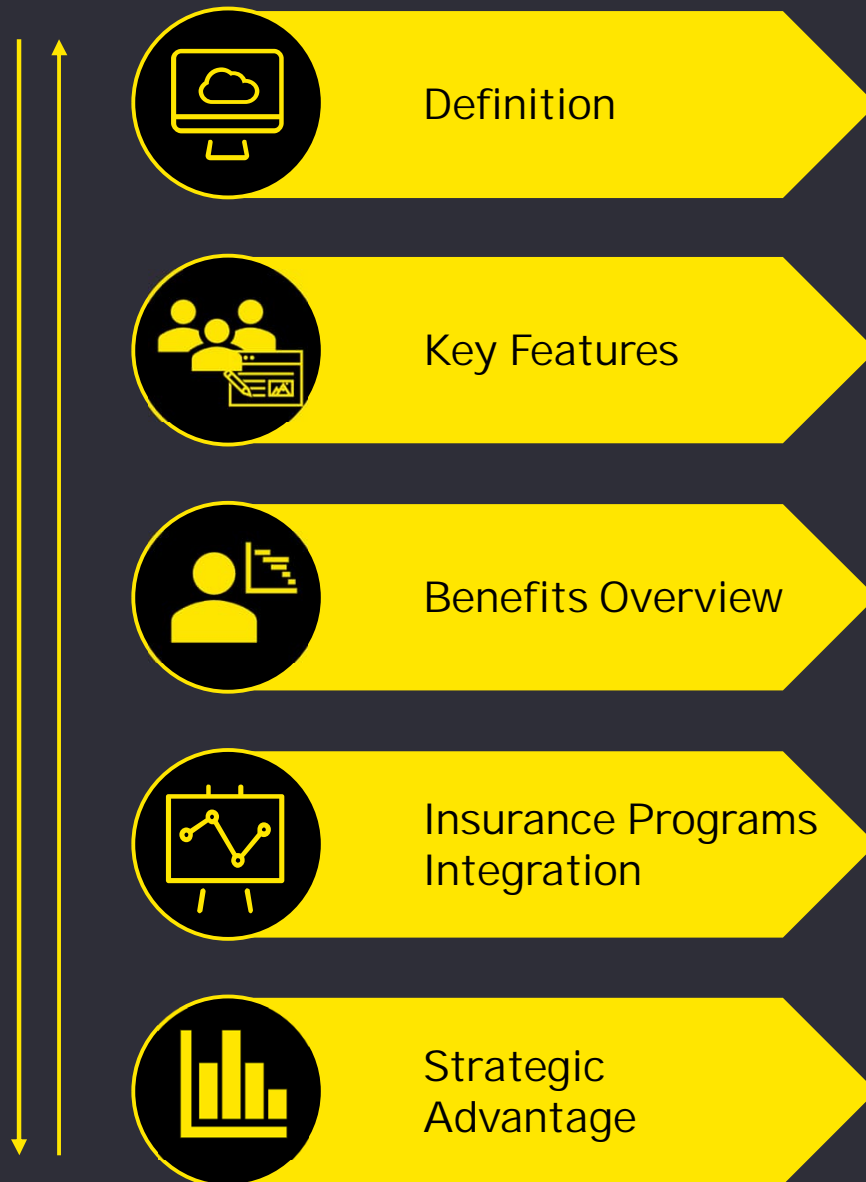 Definition
Key Features
Benefits Overview
Insurance Programs
Integration
Strategic
Advantage